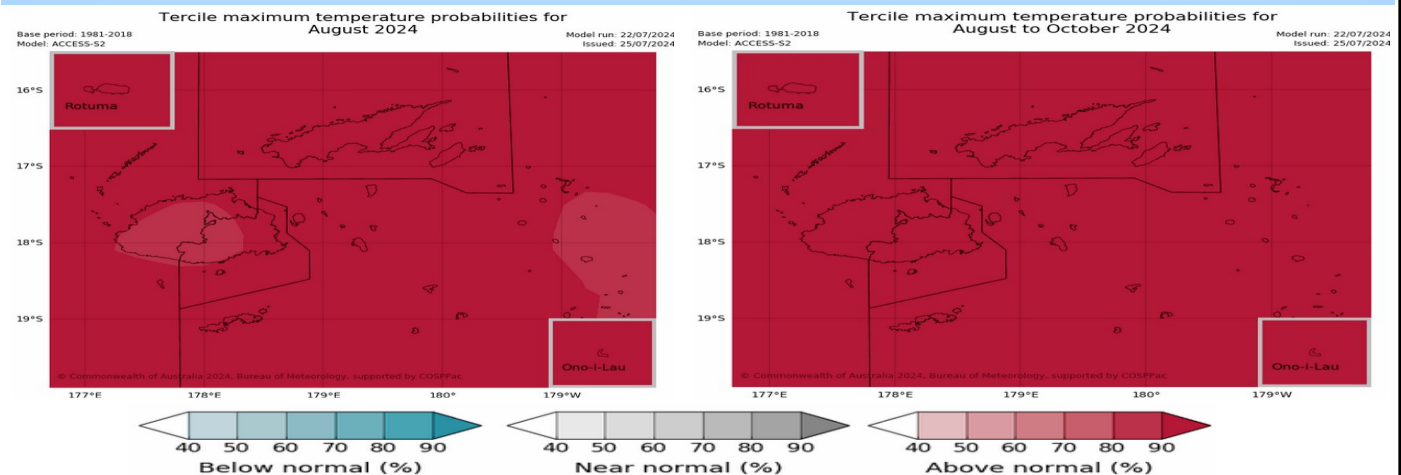 Tercile maximum temperature probabilities for
August 2024
Base period: 1981-2018
Model: ACCESS-S2
Model run: 22/07/2024
Issued: 25/07/2024
Rotuma
16°S
17°S
18°S
19°S
Ono-i-Lau
© Commonwealth of Australia 2024, Bureau of Meteorology, supported by COSPPac
177°E 178°E 179°E 180° 179°W
Tercile maximum temperature probabilities for
August to October 2024
Base period: 1981-2018
Model: ACCESS-S2
Model run: 22/07/2024
Issued: 25/07/2024
Rotuma
16°S
17°S
18°S
19°S
Ono-i-Lau
© Commonwealth of Australia 2024, Bureau of Meteorology, supported by COSPPac
177°E 178°E 179°E 180° 179°W
40 50 60 70 80 90
Below normal (%)
40 50 60 70 80 90
Near normal (%)
40 50 60 70 80 90
Above normal (%)